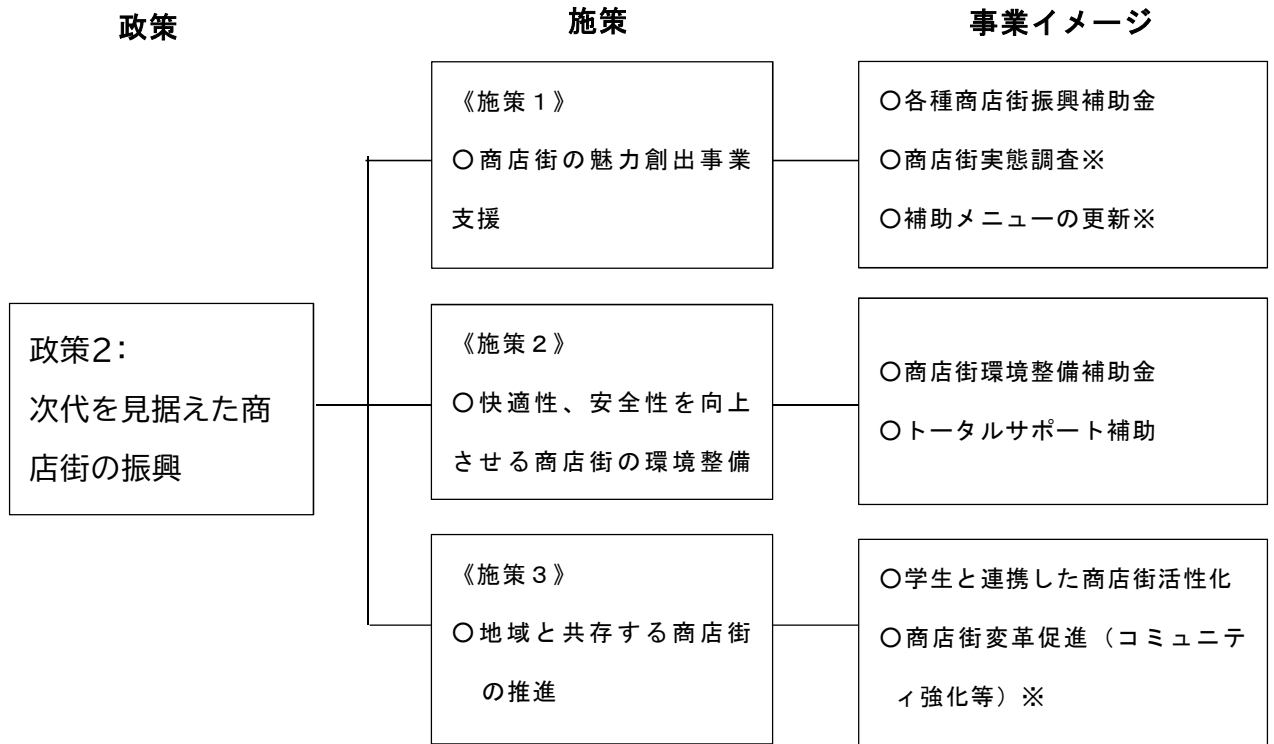 政策
施策
事業イメージ
政策2：
次代を見据えた商
店街の振興
《施策１》
〇商店街の魅力創出事業
支援
〇各種商店街振興補助金
〇商店街実態調査※
〇補助メニューの更新※
《施策２》
〇快適性、安全性を向上
させる商店街の環境整備
〇商店街環境整備補助金
〇トータルサポート補助
《施策３》
〇地域と共存する商店街
の推進
〇学生と連携した商店街活性化
〇商店街変革促進（コミュニテ
ィ強化等）※